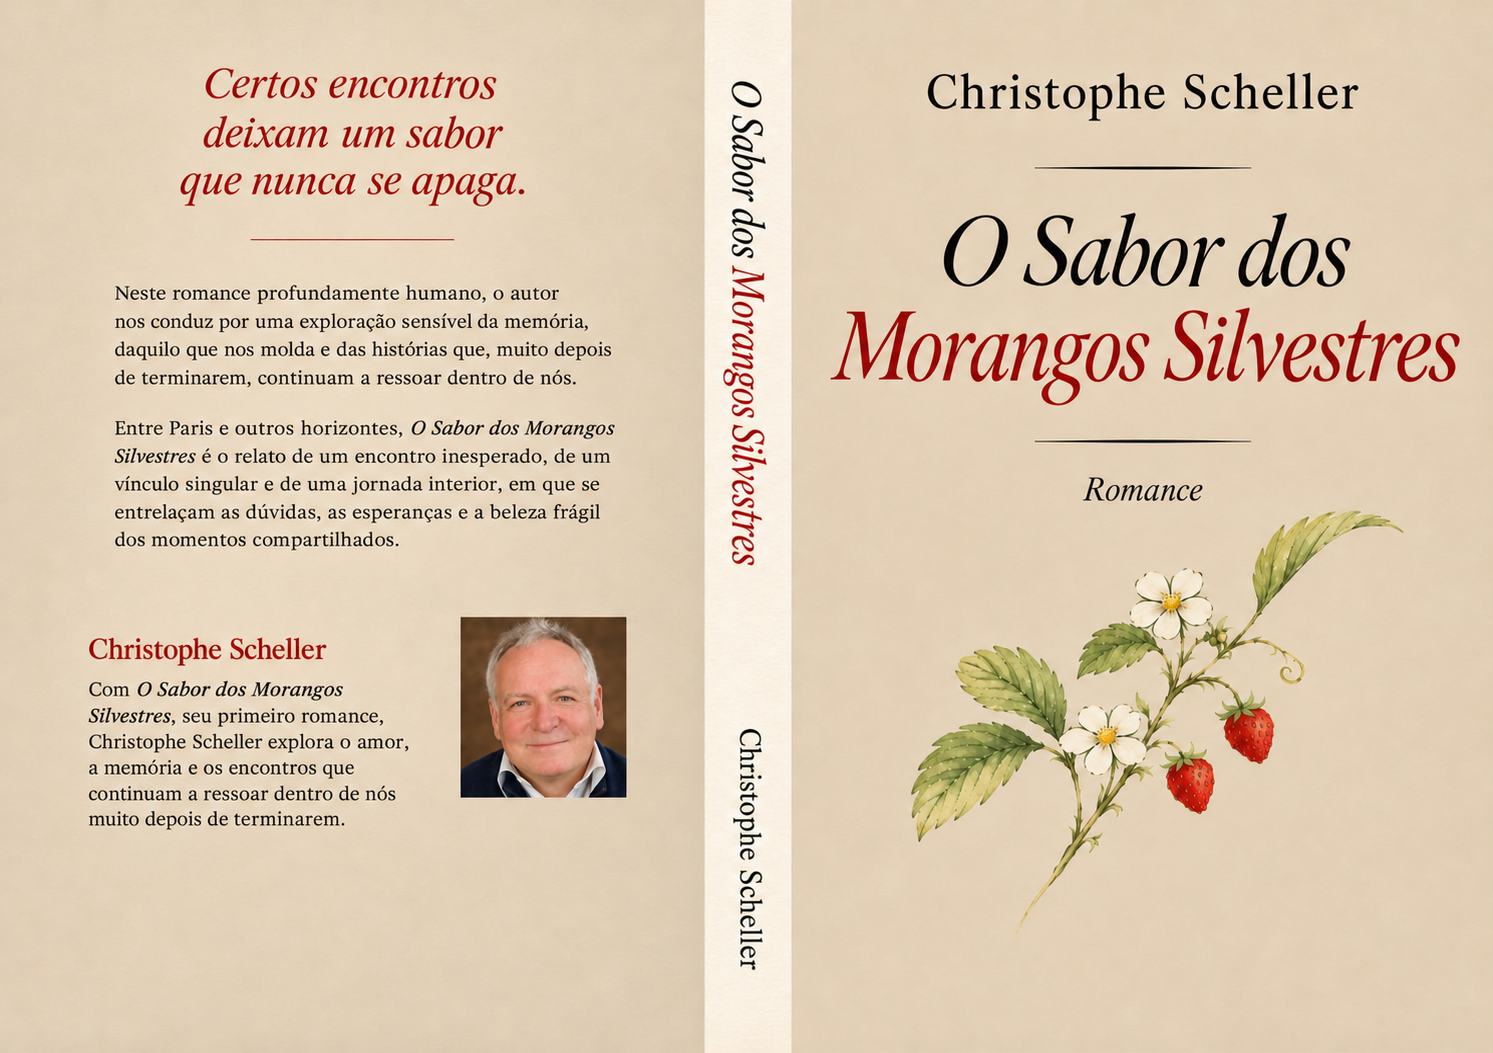 Certos encontros
deixam um sabor
que nunca se apaga.
Neste romance profundamente humano, o autor
nos conduz por uma exploração sensível da memória,
daquilo que nos molda e das histórias que, muito depois
de terminarem, continuam a ressoar dentro de nós.
Entre Paris e outros horizontes, O Sabor dos Morangos
Silvestres é o relato de um encontro inesperado, de um
vínculo singular e de uma jornada interior, em que se
entrelaçam as dúvidas, as esperanças e a beleza frágil
dos momentos compartilhados.
Christophe Scheller
Com O Sabor dos Morangos
Silvestres, seu primeiro romance,
Christophe Scheller explora o amor,
a memória e os encontros que
continuam a ressoar dentro de nós
muito depois de terminarem.
O Sabor dos Morangos Silvestres
Christophe Scheller
Christophe Scheller
O Sabor dos
Morangos Silvestres
Romance